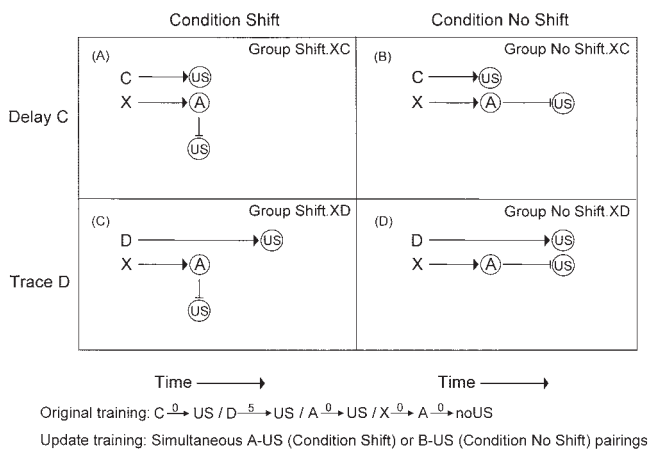 Condition Shift
Condition No Shift
Delay C
(A)
Group Shift.XC
C US
X A
US
(B)
Group No Shift.XC
C US
X A US
Trace D
(C)
Group Shift.XD
D US
X A
US
(D)
Group No Shift.XD
D US
X A US
Time
Time
Original training: C 0 US / D 5 US / A 0 US / X 0 A 0 noUS
Update training: Simultaneous A-US (Condition Shift) or B-US (Condition No Shift) pairings